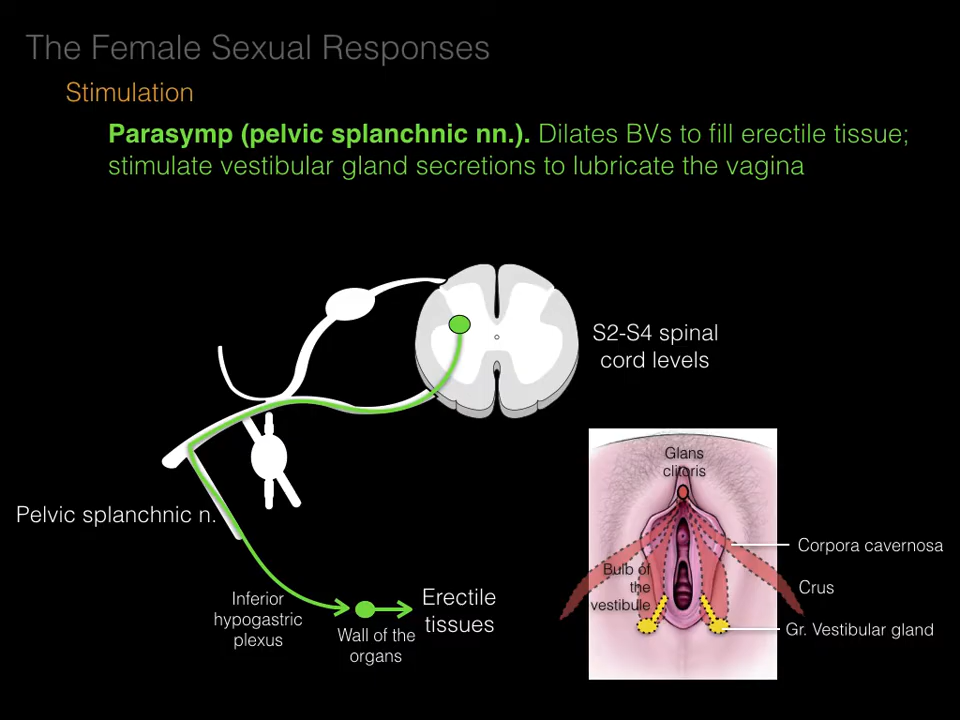 The Female Sexual Responses
Stimulation
Parasymp (pelvic splanchnic nn.). Dilates BVs to fill erectile tissue;
stimulate vestibular gland secretions to lubricate the vagina
S2-S4 spinal
cord levels
Pelvic splanchnic n.
Inferior
hypogastric
plexus
Wall of the
organs
Erectile
tissues
Glans
clitoris
Bulb of
the
vestibule
Corpora cavernosa
Crus
Gr. Vestibular gland